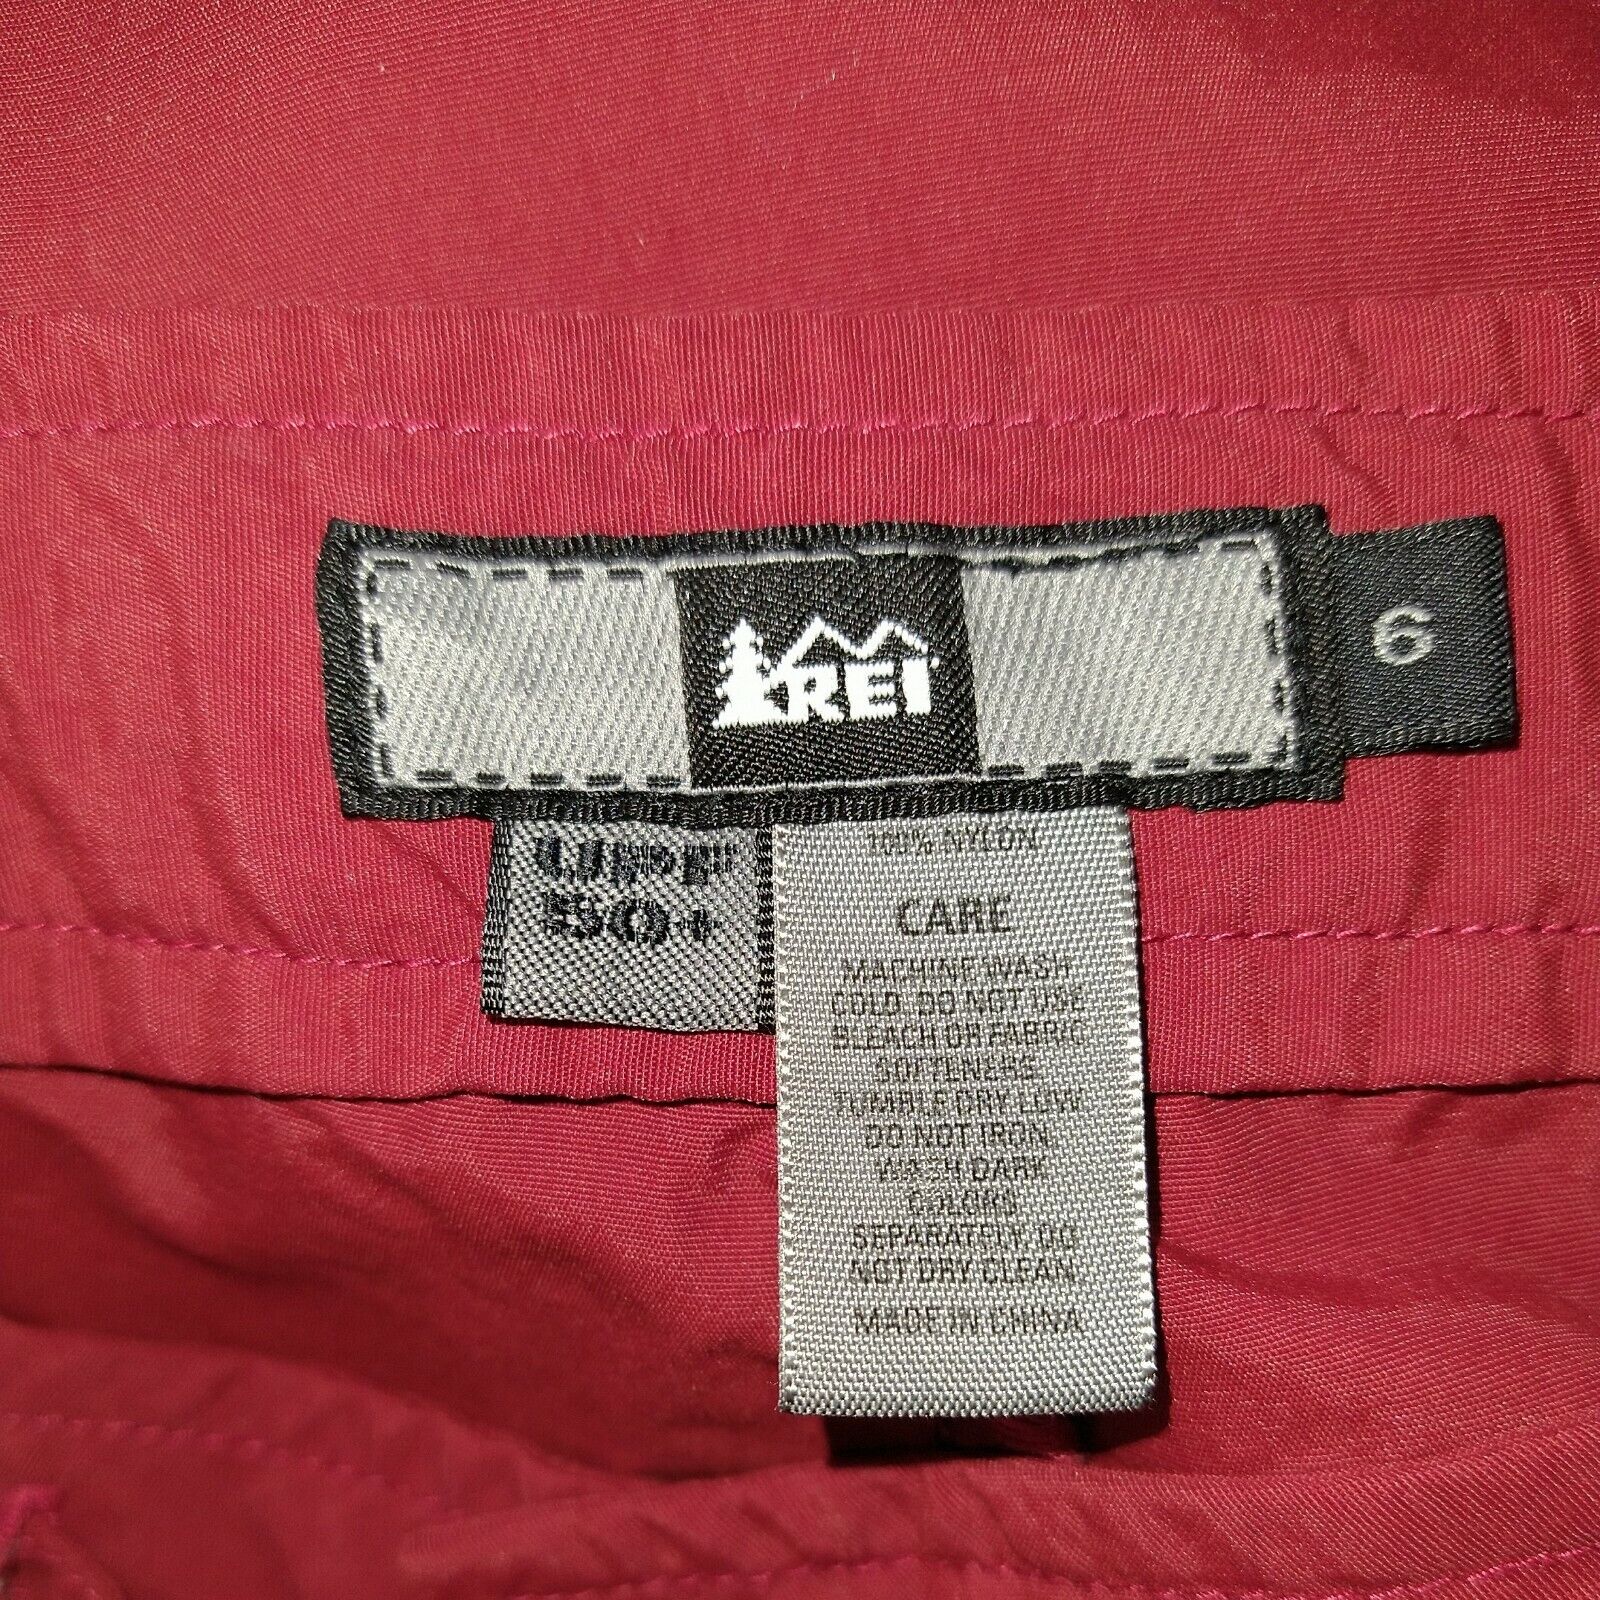 REI
6
UPF
50+
100% NYLON
CARE
MACHINE WASH
COLD. DO NOT USE
BLEACH OR FABRIC
SOFTENERS
TUMBLE DRY LOW
DO NOT IRON
WASH DARK
COLORS
SEPARATELY. DO
NOT DRY CLEAN.
MADE IN CHINA